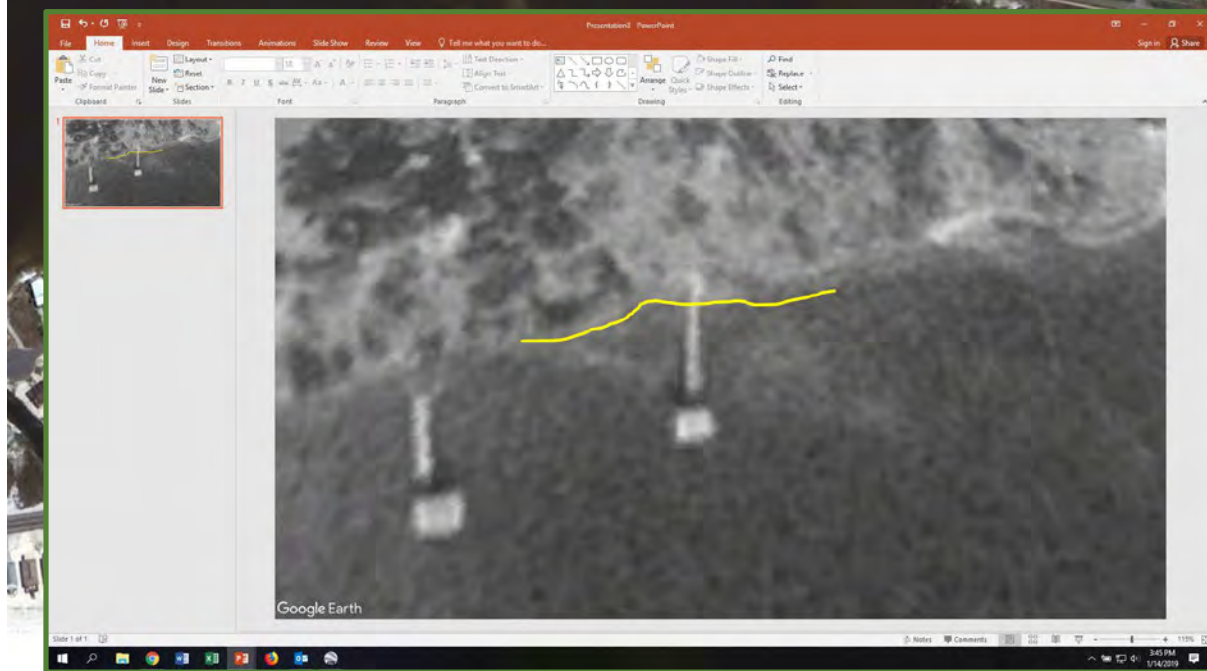 Presentation3 PowerPoint
File Home Insert Design Transitions Animations Slide Show Review View Tell me what you want to do...
Sign in Share
Paste
Cut
Copy
Format Painter
Clipboard
New Slide
Layout
Reset
Section
Slides
18
Font
Text Direction
Align Text
Convert to SmartArt
Paragraph
Arrange
Quick Styles
Shape Fill
Shape Outline
Shape Effects
Drawing
Find
Replace
Select
Editing
1
Google Earth
Slide 1 of 1
Notes Comments 115%
3:45 PM
1/14/2019